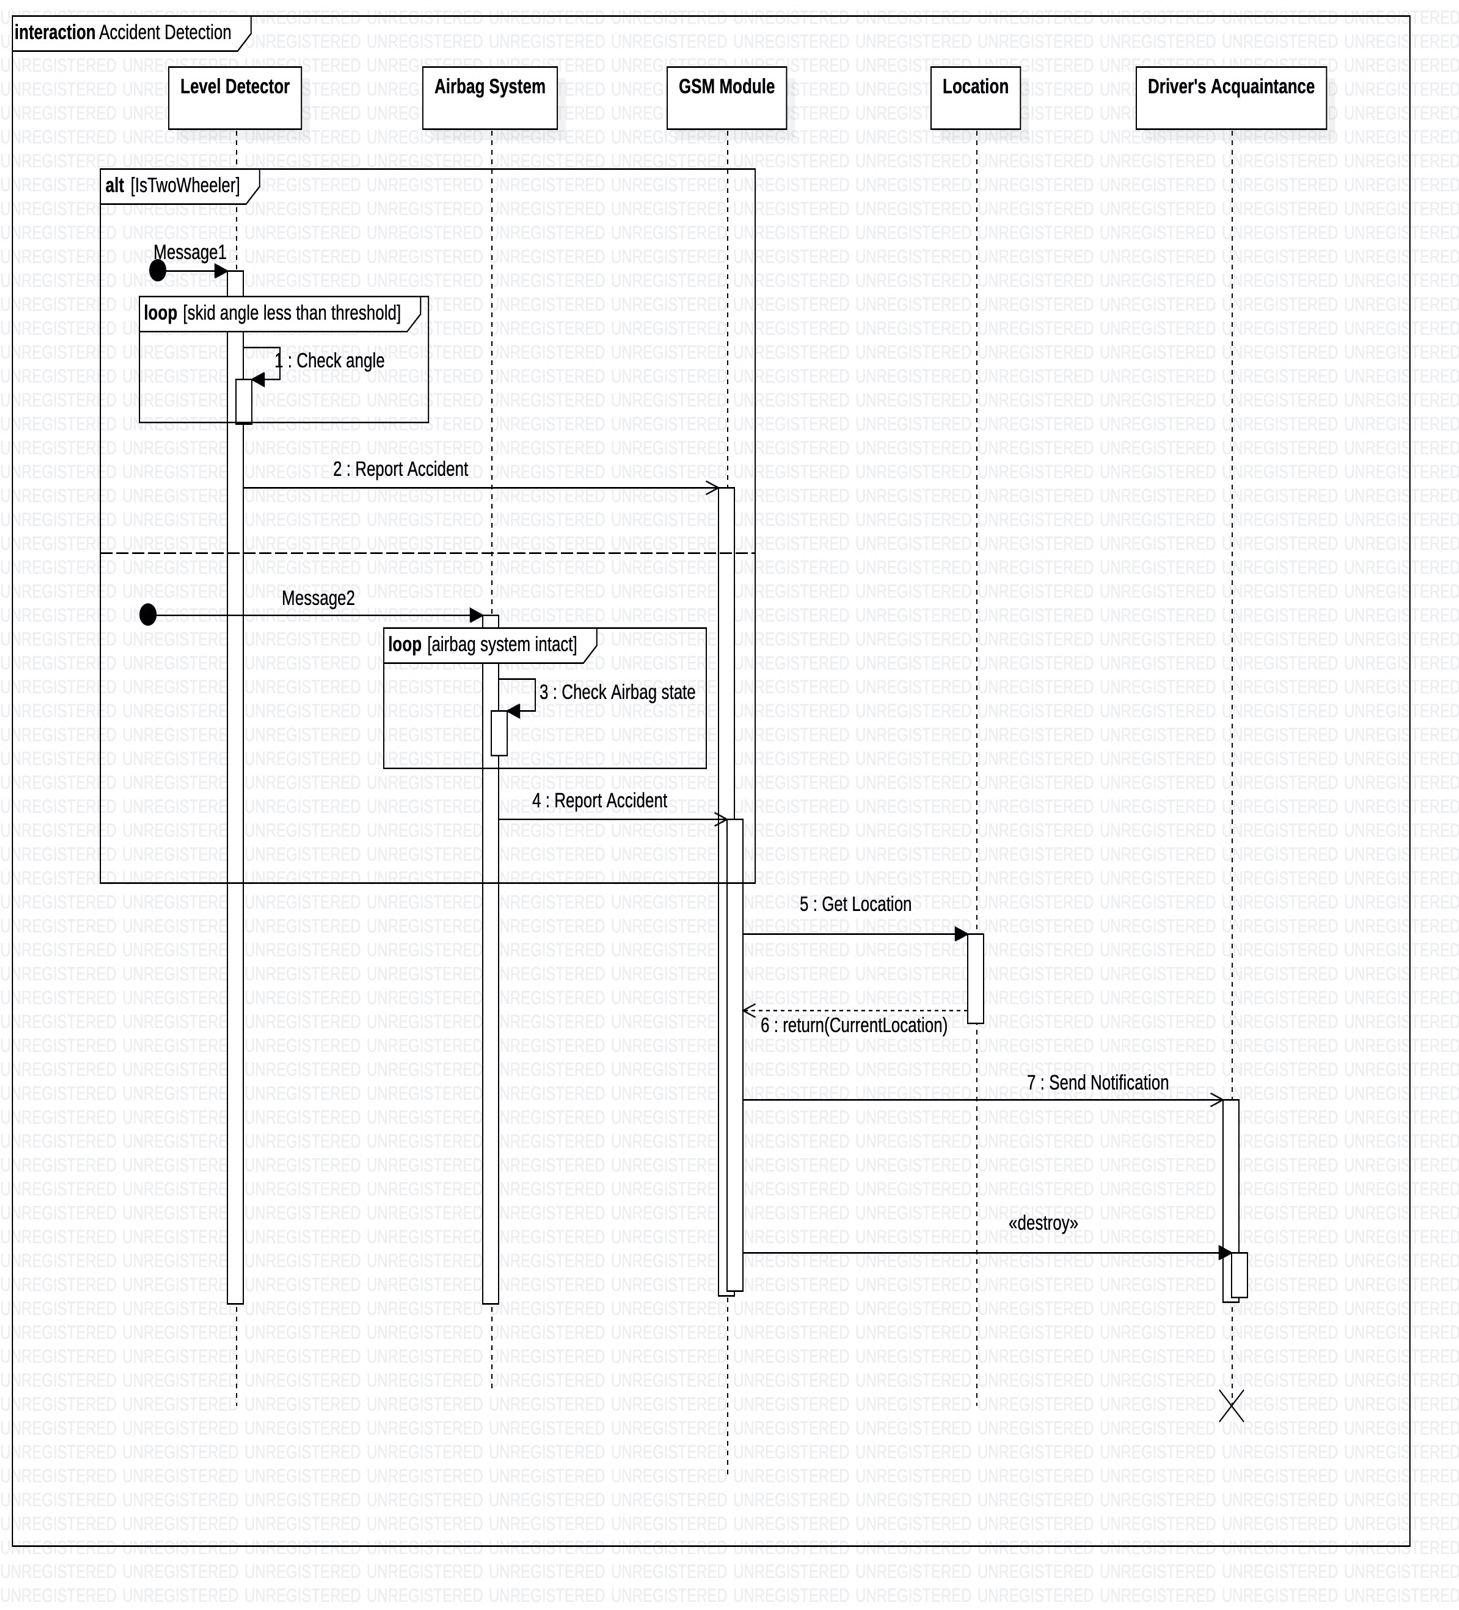 interaction Accident Detection
Level Detector
Airbag System
GSM Module
Location
Driver's Acquaintance
alt [IsTwoWheeler]
Message1
loop [skid angle less than threshold]
1 : Check angle
2 : Report Accident
Message2
loop [airbag system intact]
3 : Check Airbag state
4 : Report Accident
5 : Get Location
6 : return(CurrentLocation)
7 : Send Notification
«destroy»
UNREGISTERED